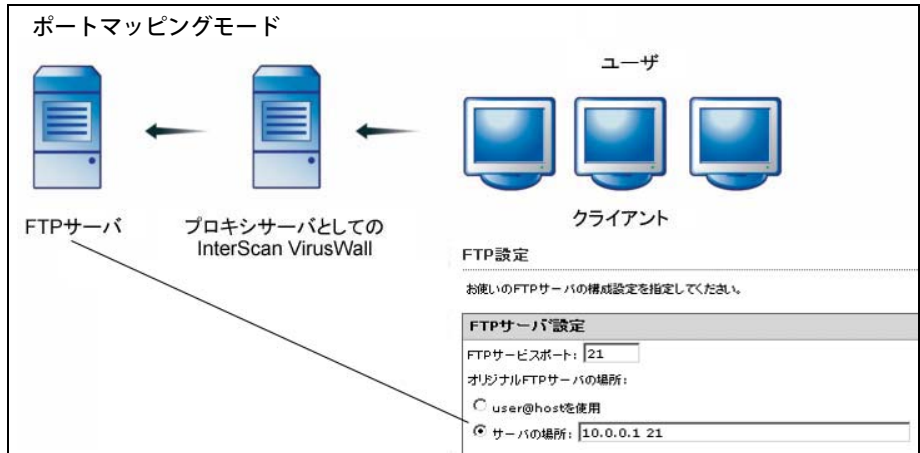 ポートマッピングモード
ユーザ
FTPサーバ
プロキシサーバとしての
InterScan VirusWall
クライアント
FTP設定
お使いのFTPサーバの構成設定を指定してください。
FTPサーバ設定
FTPサービスポート: 21
オリジナルFTPサーバの場所:
user@hostを使用
サーバの場所: 10.0.0.1 21